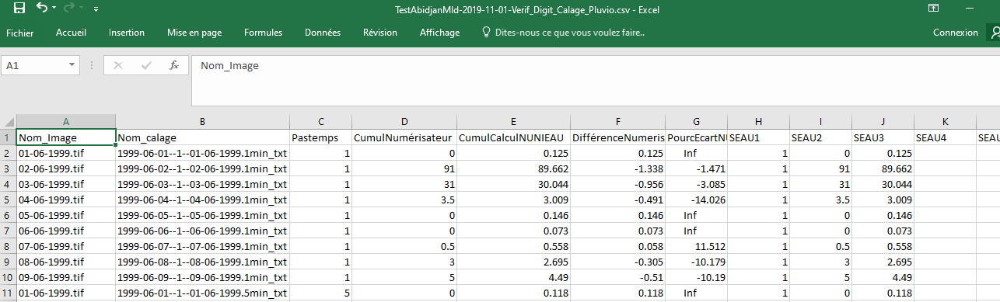 TestAbidjanMld-2019-11-01-Verif_Digit_Calage_Pluvio.csv - Excel
Fichier Accueil Insertion Mise en page Formules Données Révision Affichage Dites-nous ce que vous voulez faire.. Connexion
A1 fx Nom_Image
A B C D E F G H I J K
1 Nom_Image Nom_calage Pastemps CumulNumérisateur CumulCalculNUNIEAU DifférenceNumeris PourcEcartNU SEAU1 SEAU2 SEAU3 SEAU4 SEAU
2 01-06-1999.tif 1999-06-01--1--01-06-1999.1min_txt 1 0 0.125 0.125 Inf 1 0 0.125
3 02-06-1999.tif 1999-06-02--1--02-06-1999.1min_txt 1 91 89.662 -1.338 -1.471 1 91 89.662
4 03-06-1999.tif 1999-06-03--1--03-06-1999.1min_txt 1 31 30.044 -0.956 -3.085 1 31 30.044
5 04-06-1999.tif 1999-06-04--1--04-06-1999.1min_txt 1 3.5 3.009 -0.491 -14.026 1 3.5 3.009
6 05-06-1999.tif 1999-06-05--1--05-06-1999.1min_txt 1 0 0.146 0.146 Inf 1 0 0.146
7 06-06-1999.tif 1999-06-06--1--06-06-1999.1min_txt 1 0 0.073 0.073 Inf 1 0 0.073
8 07-06-1999.tif 1999-06-07--1--07-06-1999.1min_txt 1 0.5 0.558 0.058 11.512 1 0.5 0.558
9 08-06-1999.tif 1999-06-08--1--08-06-1999.1min_txt 1 3 2.695 -0.305 -10.179 1 3 2.695
10 09-06-1999.tif 1999-06-09--1--09-06-1999.1min_txt 1 5 4.49 -0.51 -10.19 1 5 4.49
11 01-06-1999.tif 1999-06-01--1--01-06-1999.5min_txt 5 0 0.118 0.118 Inf 1 0 0.118